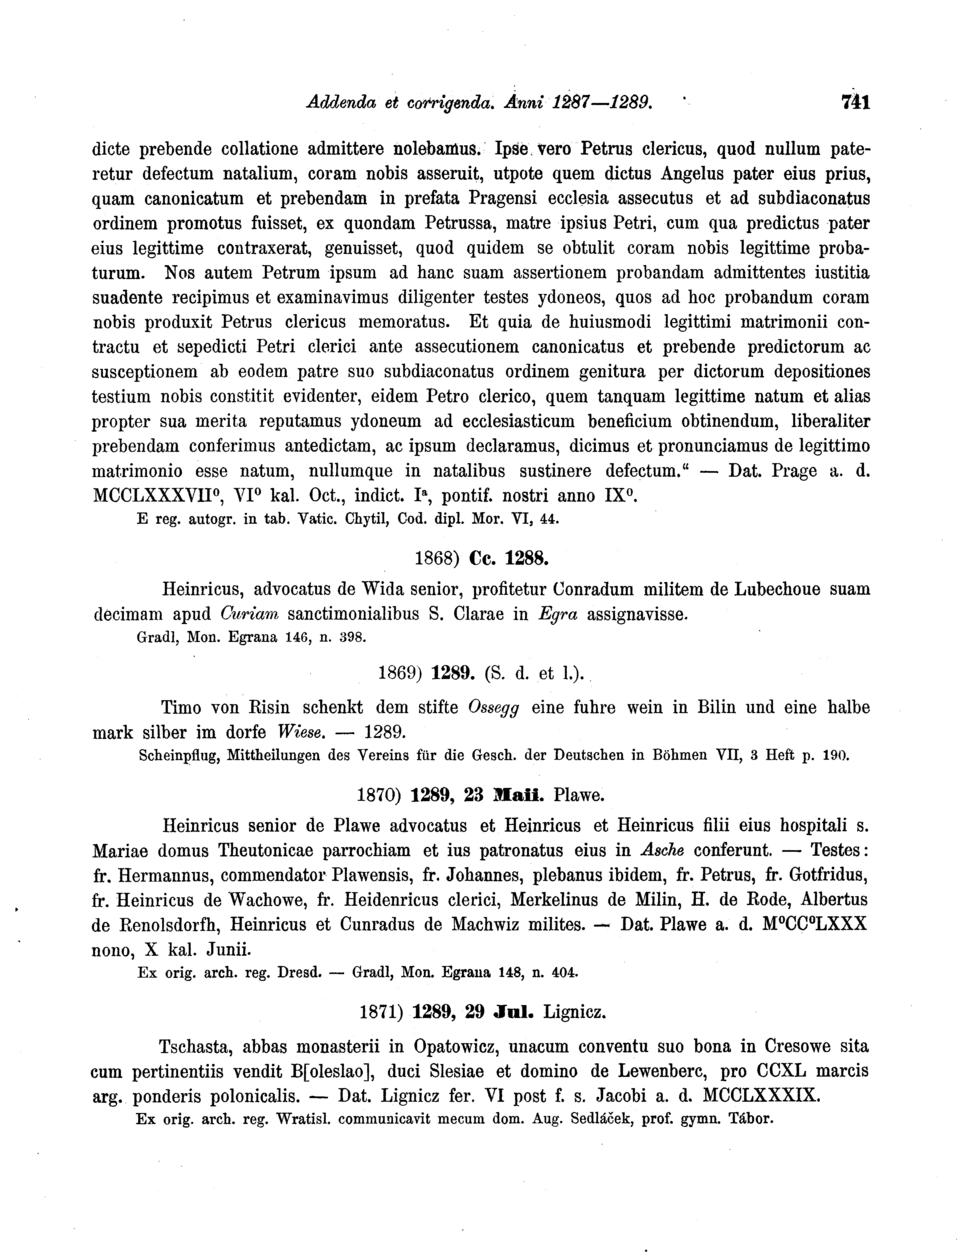 Addenda et corrigenda. Anni 1287—1289. 741
dicte prebende collatione admittere nolebamus. Ipse vero Petrus clericus, quod nullum pate-
retur defectum natalium, coram nobis asseruit, utpote quem dictus Angelus pater eius prius,
quam canonicatum et prebendam in prefata Pragensi ecclesia assecutus et ad subdiaconatus
ordinem promotus fuisset, ex quondam Petrussa, matre ipsius Petri, cum qua predictus pater
eius legittime contraxerat, genuisset, quod quidem se obtulit coram nobis legittime proba-
turum. Nos autem Petrum ipsum ad hanc suam assertionem probandam admittentes iustitia
suadente recipimus et examinavimus diligenter testes ydoneos, quos ad hoc probandum coram
nobis produxit Petrus clericus memoratus. Et quia de huiusmodi legittimi matrimonii con-
tractu et sepedicti Petri clerici ante assecutionem canonicatus et prebende predictorum ac
susceptionem ab eodem patre suo subdiaconatus ordinem genitura per dictorum depositiones
testium nobis constitit evidenter, eidem Petro clerico, quem tanquam legittime natum et alias
propter sua merita reputamus ydoneum ad ecclesiasticum beneficium obtinendum, liberaliter
prebendam conferimus antedictam, ac ipsum declaramus, dicimus et pronunciamus de legittimo
matrimonio esse natum, nullumque in natalibus sustinere defectum.“ — Dat. Prage a. d.
MCCLXXXVII⁰, VI⁰ kal. Oct., indict. Iª, pontif. nostri anno IX⁰.
E reg. autogr. in tab. Vatic. Chytil, Cod. dipl. Mor. VI, 44.
1868) Cc. 1288.
Heinricus, advocatus de Wida senior, profitetur Conradum militem de Lubechoue suam
decimam apud Curiam sanctimonialibus S. Clarae in Egra assignavisse.
Gradl, Mon. Egrana 146, n. 398.
1869) 1289. (S. d. et l.).
Timo von Risin schenkt dem stifte Ossegg eine fuhre wein in Bilin und eine halbe
mark silber im dorfe Wiese. — 1289.
Scheinpflug, Mittheilungen des Vereins für die Gesch. der Deutschen in Böhmen VII, 3 Heft p. 190.
1870) 1289, 23 Maii. Plawe.
Heinricus senior de Plawe advocatus et Heinricus et Heinricus filii eius hospitali s.
Mariae domus Theutonicae parrochiam et ius patronatus eius in Asche conferunt. — Testes:
fr. Hermannus, commendator Plawensis, fr. Johannes, plebanus ibidem, fr. Petrus, fr. Gotfridus,
fr. Heinricus de Wachowe, fr. Heidenricus clerici, Merkelinus de Milin, H. de Rode, Albertus
de Renolsdorfh, Heinricus et Cunradus de Machwiz milites. — Dat. Plawe a. d. M⁰CC⁰LXXX
nono, X kal. Junii.
Ex orig. arch. reg. Dresd. — Gradl, Mon. Egrana 148, n. 404.
1871) 1289, 29 Jul. Lignicz.
Tschasta, abbas monasterii in Opatowicz, unacum conventu suo bona in Cresowe sita
cum pertinentiis vendit B[oleslao], duci Slesiae et domino de Lewenberc, pro CCXL marcis
arg. ponderis polonicalis. — Dat. Lignicz fer. VI post f. s. Jacobi a. d. MCCLXXXIX.
Ex orig. arch. reg. Wratisl. communicavit mecum dom. Aug. Sedláček, prof. gymn. Tábor.